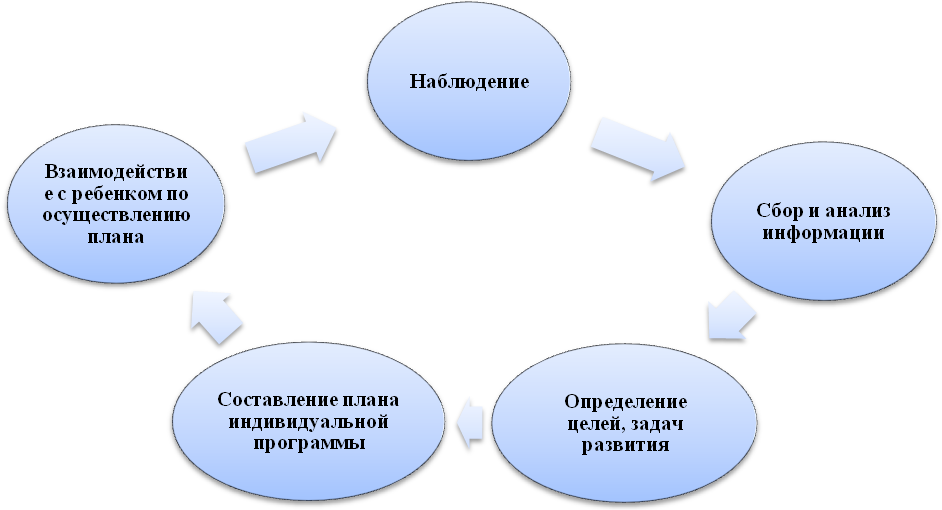 Наблюдение
Сбор и анализ
информации
Определение
целей, задач
развития
Составление плана
индивидуальной
программы
Взаимодействи
е с ребенком по
осуществлению
плана